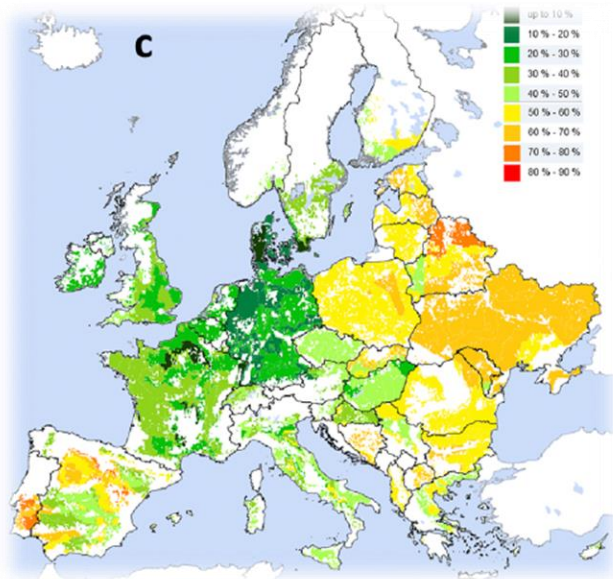 C
up to 10 %
10 % - 20 %
20 % - 30 %
30 % - 40 %
40 % - 50 %
50 % - 60 %
60 % - 70 %
70 % - 80 %
80 % - 90 %